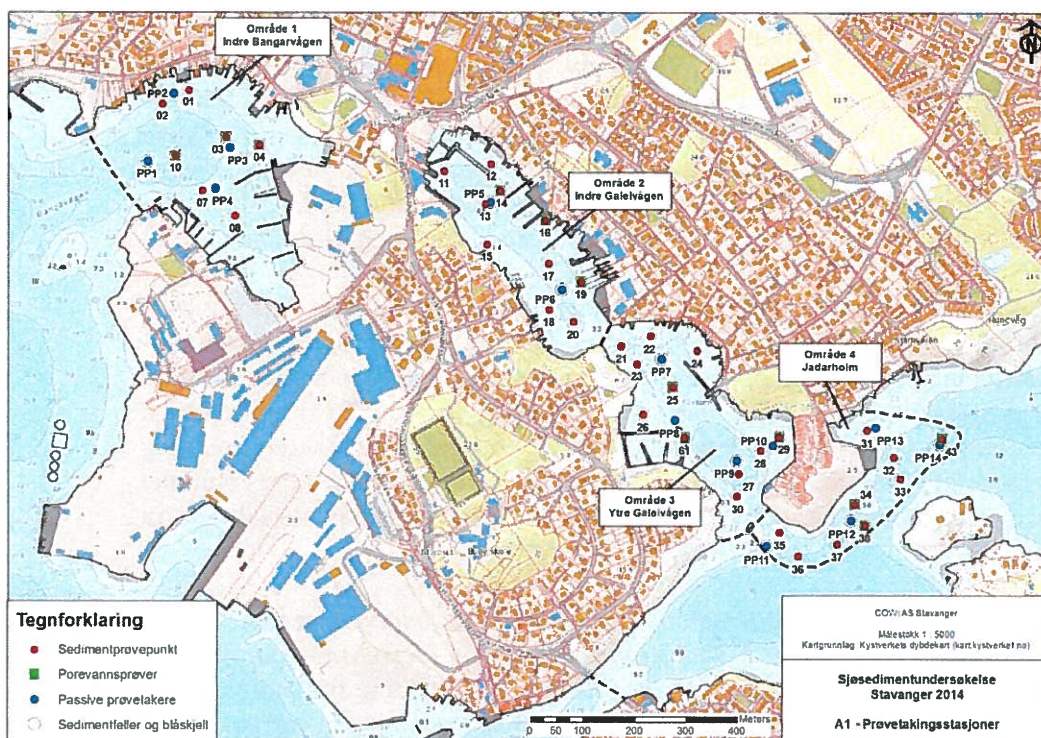 Område 1
Indre Bangarvågen
N
PP2
01
02
03
PP3
04
PP1
10
07
PP4
08
11
12
PP5
13
14
16
15
17
PP6
19
18
20
Område 2
Indre Galeivågen
21
22
23
24
PP7
25
26
PP8
61
PP10
28
29
PP9
27
30
Område 3
Ytre Galeivågen
Område 4
Jadarholm
31
PP13
32
33
PP14
43
34
PP12
38
35
36
37
PP11
Tegnforklaring
Sedimentprøvepunkt
Porevannsprøver
Passive prøvetakere
Sedimentfeller og blåskjell
0 50 100 200 300 400
Meters
COWI AS Stavanger
Målestokk 1 : 5000
Kartgrunnlag: Kystverkets dybdekart (kart.kystverket.no)
Sjøsedimentundersøkelse
Stavanger 2014
A1 - Prøvetakingsstasjoner